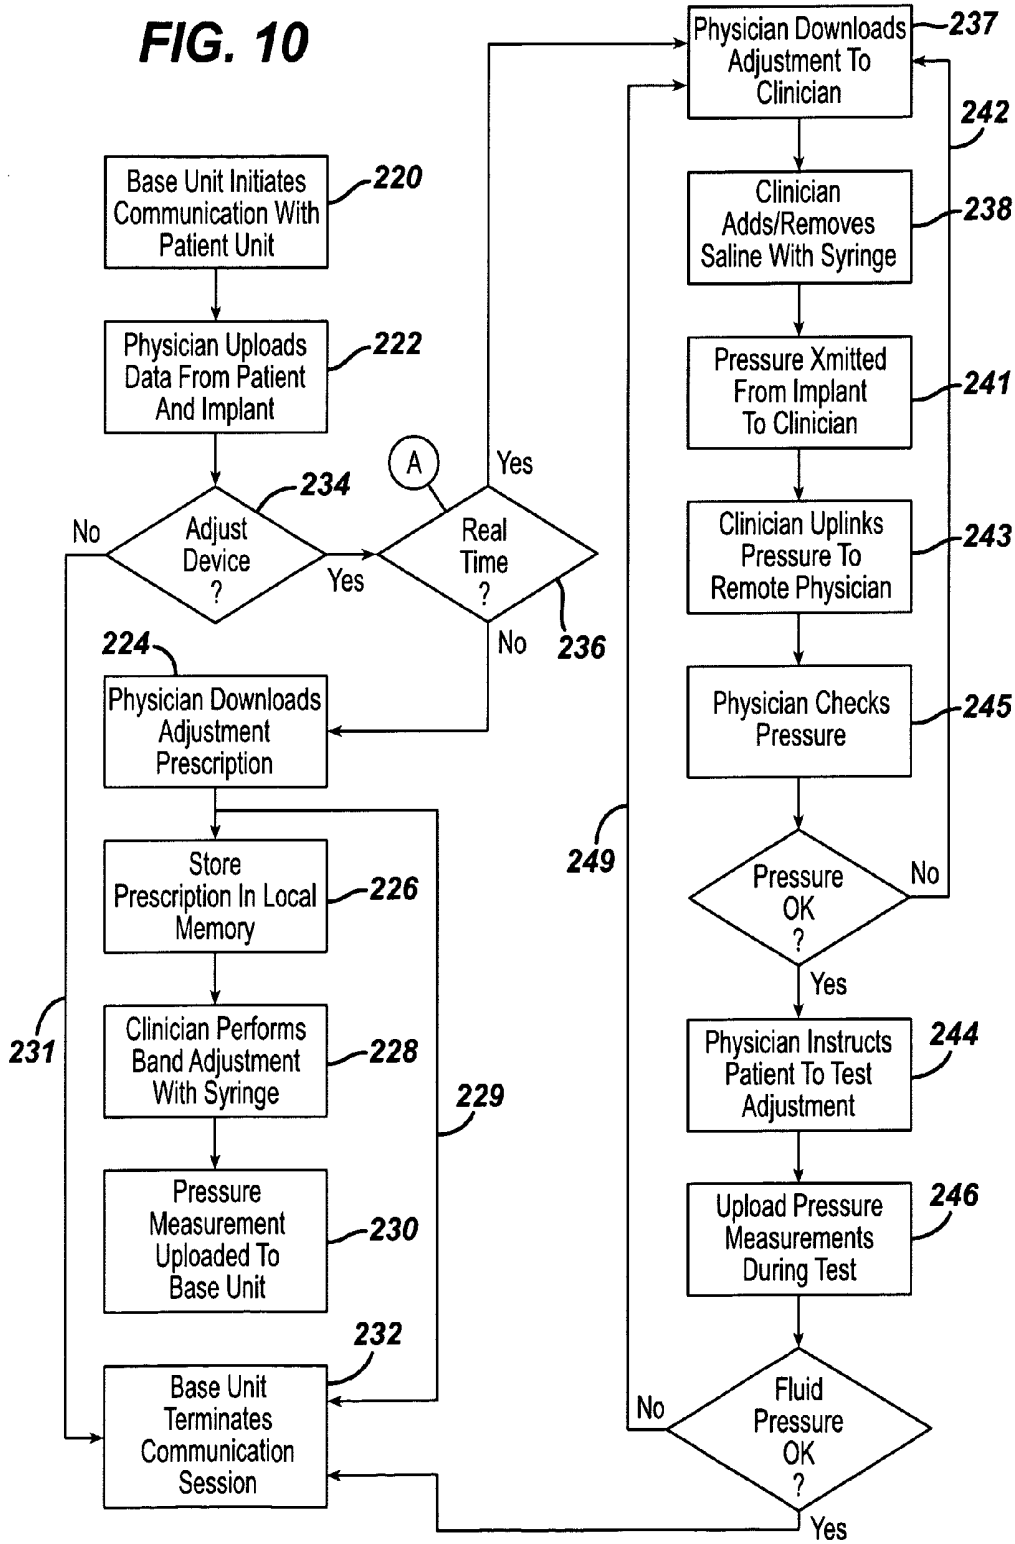 FIG. 10
Base Unit Initiates
Communication With
Patient Unit
220
Physician Uploads
Data From Patient
And Implant
222
Adjust
Device
?
234
No
Yes
A
Real
Time
?
236
Yes
No
224
Physician Downloads
Adjustment
Prescription
Store
Prescription In Local
Memory
226
Clinician Performs
Band Adjustment
With Syringe
228
229
231
Pressure
Measurement
Uploaded To
Base Unit
230
232
Base Unit
Terminates
Communication
Session
Physician Downloads
Adjustment To
Clinician
237
242
Clinician
Adds/Removes
Saline With Syringe
238
Pressure Xmitted
From Implant
To Clinician
241
Clinician Uplinks
Pressure To
Remote Physician
243
Physician Checks
Pressure
245
249
Pressure
OK
?
No
Yes
Physician Instructs
Patient To Test
Adjustment
244
Upload Pressure
Measurements
During Test
246
Fluid
Pressure
OK
?
No
Yes